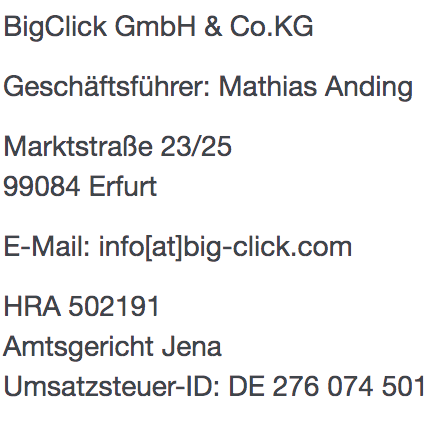 BigClick GmbH & Co.KG
Geschäftsführer: Mathias Anding
Marktstraße 23/25
99084 Erfurt
E-Mail: info[at]big-click.com
HRA 502191
Amtsgericht Jena
Umsatzsteuer-ID: DE 276 074 501